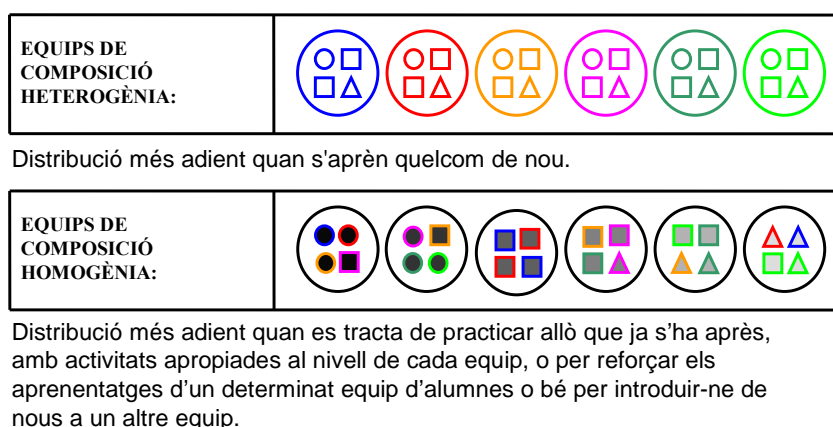 EQUIPS DE
COMPOSICIÓ
HETEROGÈNIA:
Distribució més adient quan s'aprèn quelcom de nou.
EQUIPS DE
COMPOSICIÓ
HOMOGÈNIA:
Distribució més adient quan es tracta de practicar allò que ja s’ha après,
amb activitats apropiades al nivell de cada equip, o per reforçar els
aprenentatges d’un determinat equip d’alumnes o bé per introduir-ne de
nous a un altre equip.